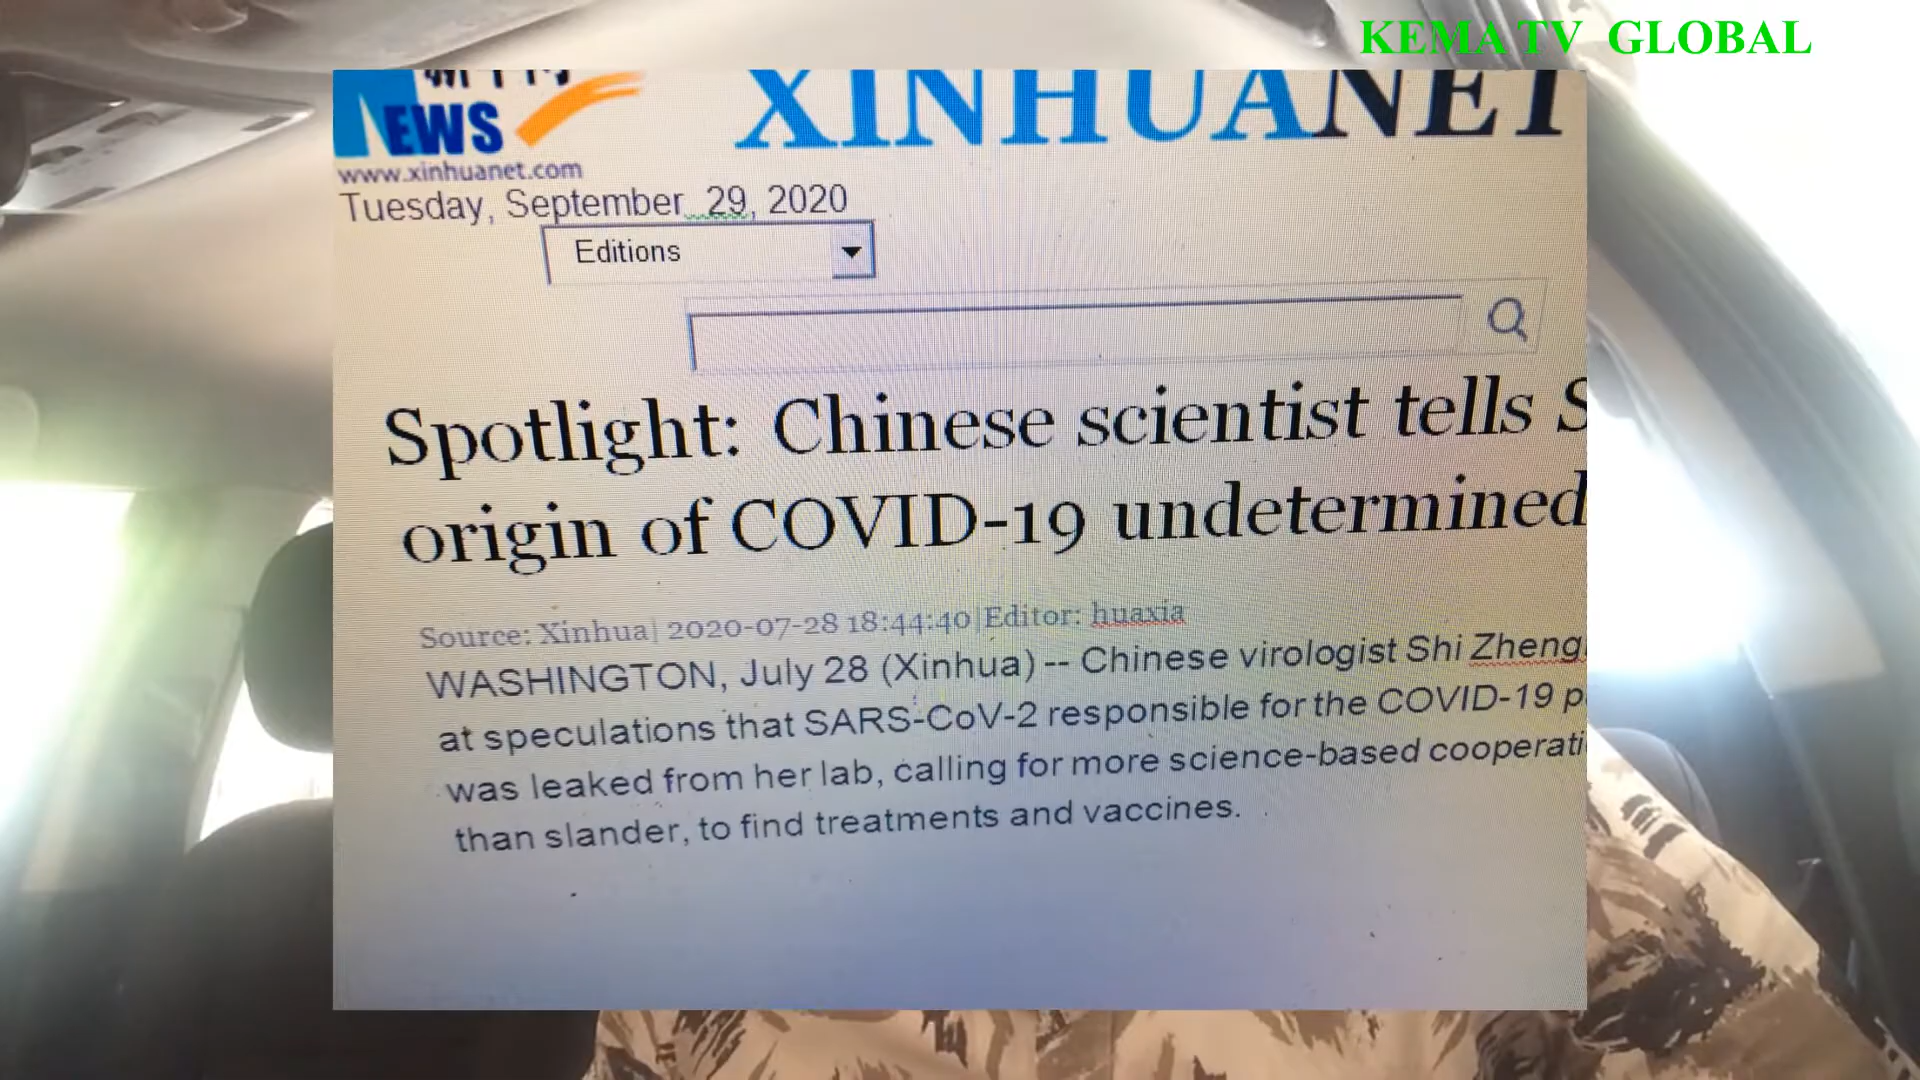 KEMA TV GLOBAL
NEWS
XINHUANET
www.xinhuanet.com
Tuesday, September 29, 2020
Editions
Spotlight: Chinese scientist tells S
origin of COVID-19 undetermined
Source: Xinhua| 2020-07-28 18:44:40|Editor: huaxia
WASHINGTON, July 28 (Xinhua) -- Chinese virologist Shi Zheng
at speculations that SARS-CoV-2 responsible for the COVID-19 p
was leaked from her lab, calling for more science-based cooperati
than slander, to find treatments and vaccines.